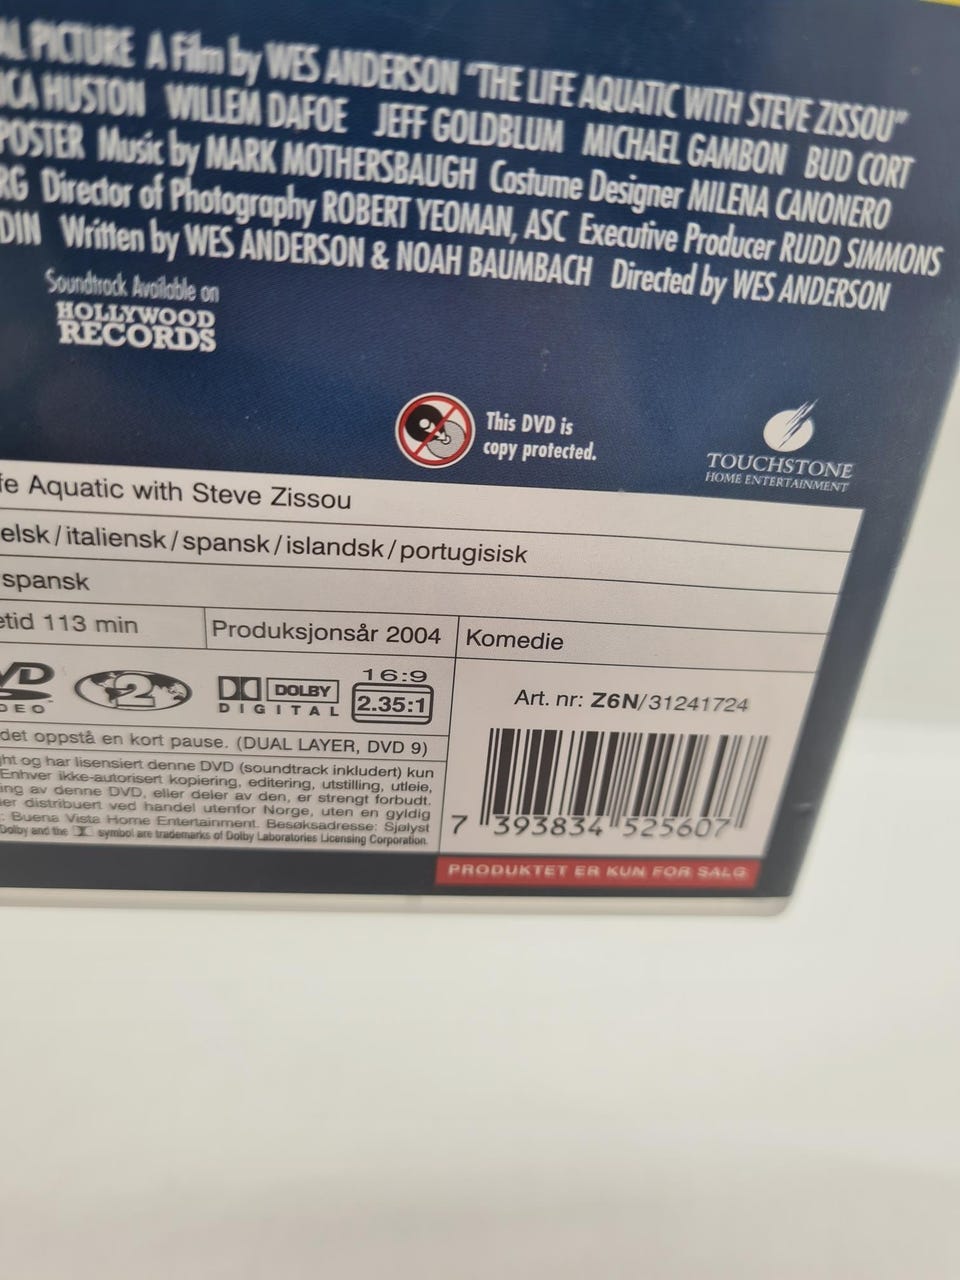 AL PICTURE A Film by WES ANDERSON "THE LIFE AQUATIC WITH STEVE ZISSOU"
ICA HUSTON WILLEM DAFOE JEFF GOLDBLUM MICHAEL GAMBON BUD CORT
POSTER Music by MARK MOTHERSBAUGH Costume Designer MILENA CANONERO
RG Director of Photography ROBERT YEOMAN, ASC Executive Producer RUDD SIMMONS
DIN Written by WES ANDERSON & NOAH BAUMBACH Directed by WES ANDERSON
Soundtrack Available on
HOLLYWOOD
RECORDS
This DVD is
copy protected.
TOUCHSTONE
HOME ENTERTAINMENT
fe Aquatic with Steve Zissou
elsk/italiensk/spansk/islandsk/portugisisk
spansk
etid 113 min
Produksjonsår 2004
Komedie
VD
DEO
2
DOLBY
DIGITAL
16:9
2.35:1
Art. nr: Z6N/31241724
det oppstå en kort pause. (DUAL LAYER, DVD 9)
ght og har lisensiert denne DVD (soundtrack inkludert) kun
Enhver ikke-autorisert kopiering, editering, utstilling, utleie,
ing av denne DVD, eller deler av den, er strengt forbudt.
er distribuert ved handel utenfor Norge, uten en gyldig
: Buena Vista Home Entertainment. Besøksadresse: Sjølyst
Dolby and the symbol are trademarks of Dolby Laboratories Licensing Corporation.
7 393834 525607
PRODUKTET ER KUN FOR SALG